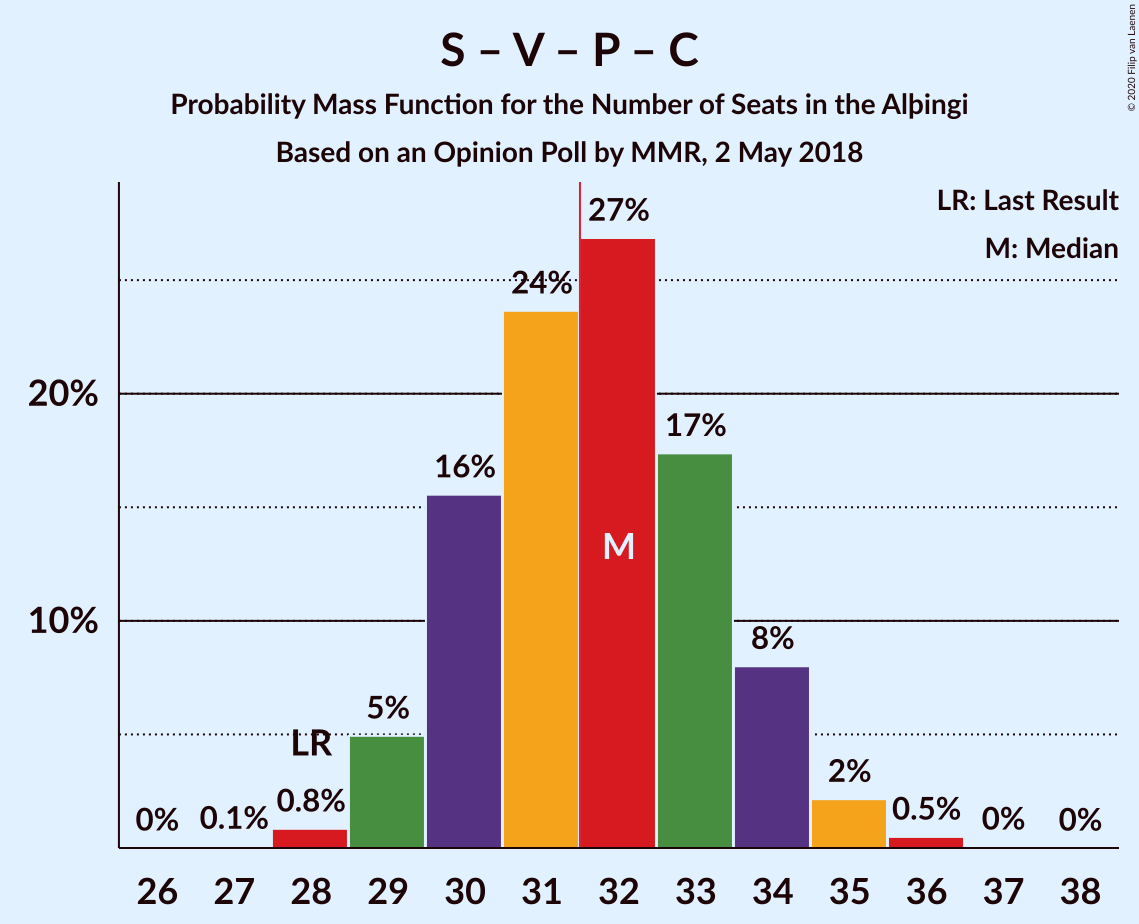 S – V – P – C
Probability Mass Function for the Number of Seats in the Alþingi
Based on an Opinion Poll by MMR, 2 May 2018
© 2020 Filip van Laenen
LR: Last Result
M: Median
27%
24%
20%
17%
16%
M
10%
8%
5%
LR
2%
0% 0.1% 0.8% 0.5% 0% 0%
26 27 28 29 30 31 32 33 34 35 36 37 38